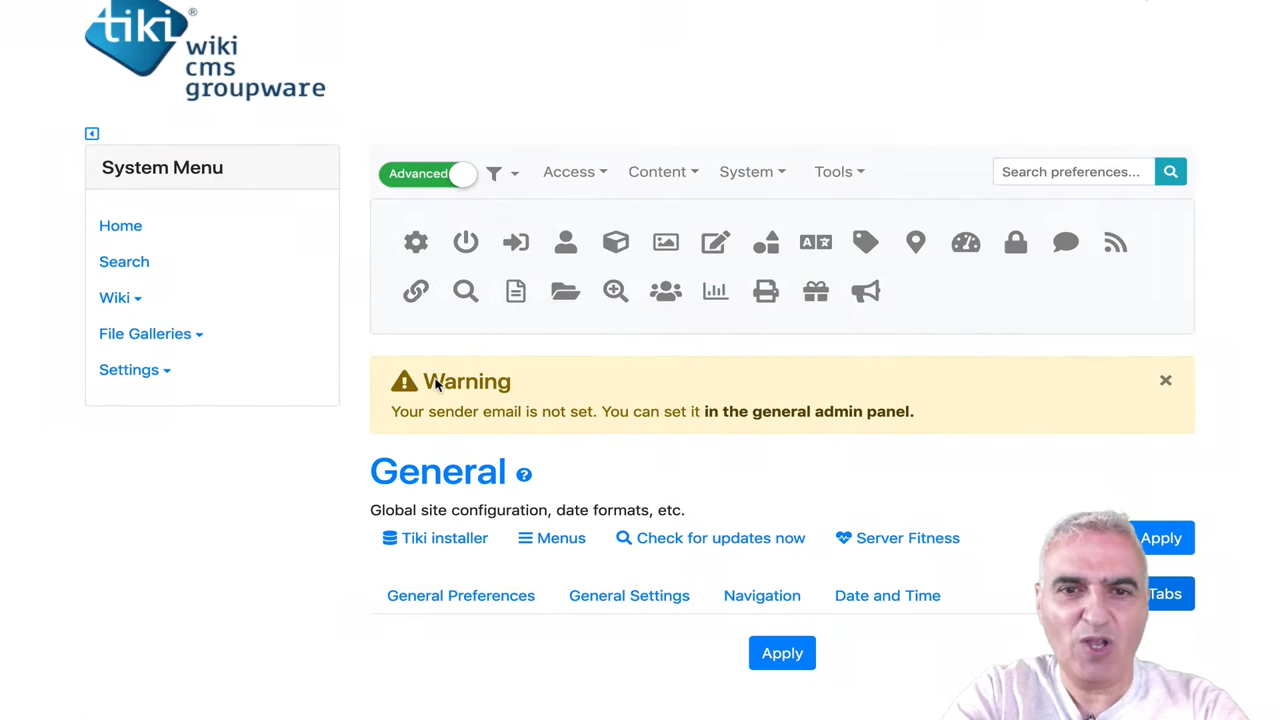 tiki®
wiki
cms
groupware
System Menu
Home
Search
Wiki
File Galleries
Settings
Advanced
Access
Content
System
Tools
Search preferences...
Warning
Your sender email is not set. You can set it in the general admin panel.
General
Global site configuration, date formats, etc.
Tiki installer
Menus
Check for updates now
Server Fitness
Apply
General Preferences
General Settings
Navigation
Date and Time
Tabs
Apply